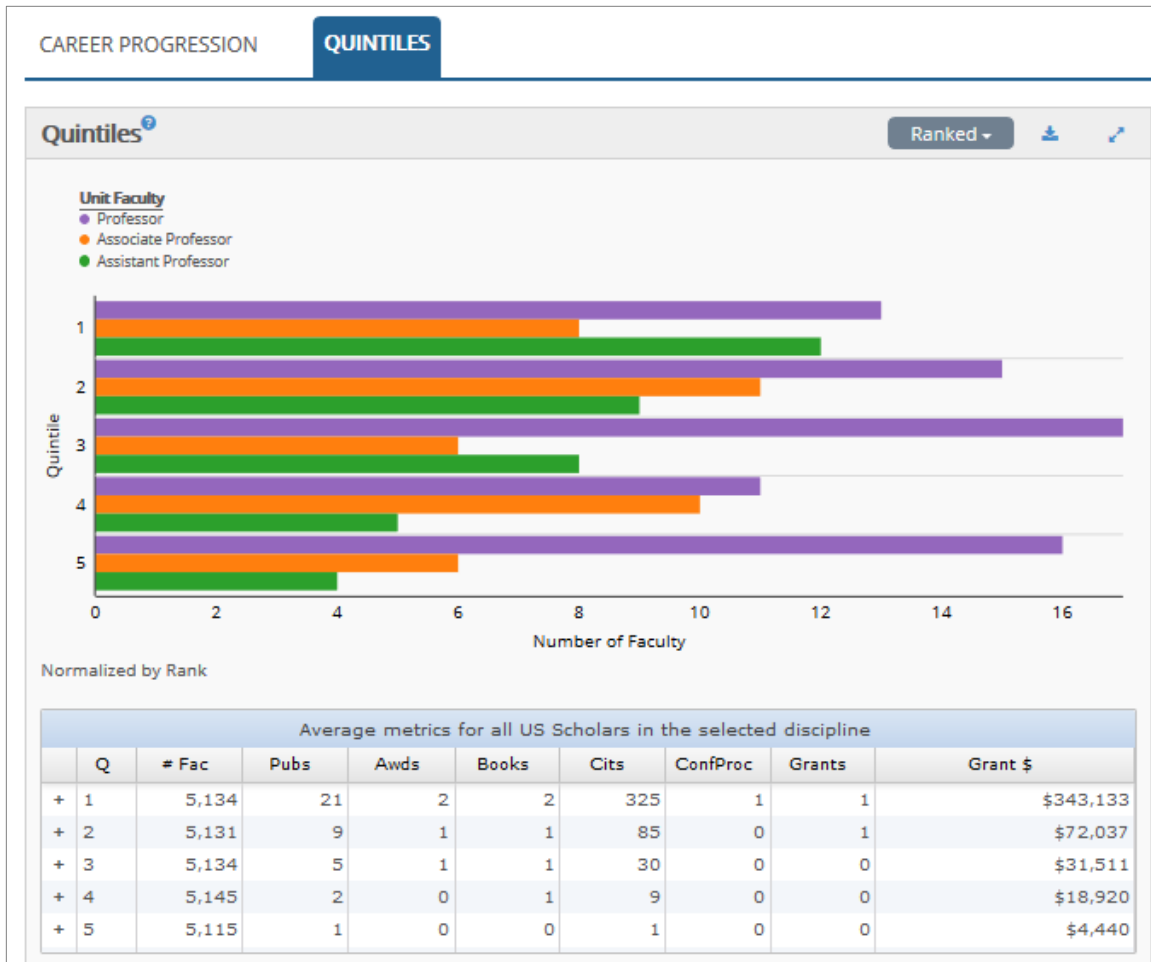 CAREER PROGRESSION QUINTILES
Quintiles? Ranked
Unit Faculty
Professor
Associate Professor
Assistant Professor
1
2
3
4
5
Quintile
0 2 4 6 8 10 12 14 16
Number of Faculty
Normalized by Rank
Average metrics for all US Scholars in the selected discipline
Q # Fac Pubs Awds Books Cits ConfProc Grants Grant $
+ 1 5,134 21 2 2 325 1 1 $343,133
+ 2 5,131 9 1 1 85 0 1 $72,037
+ 3 5,134 5 1 1 30 0 0 $31,511
+ 4 5,145 2 0 1 9 0 0 $18,920
+ 5 5,115 1 0 0 1 0 0 $4,440